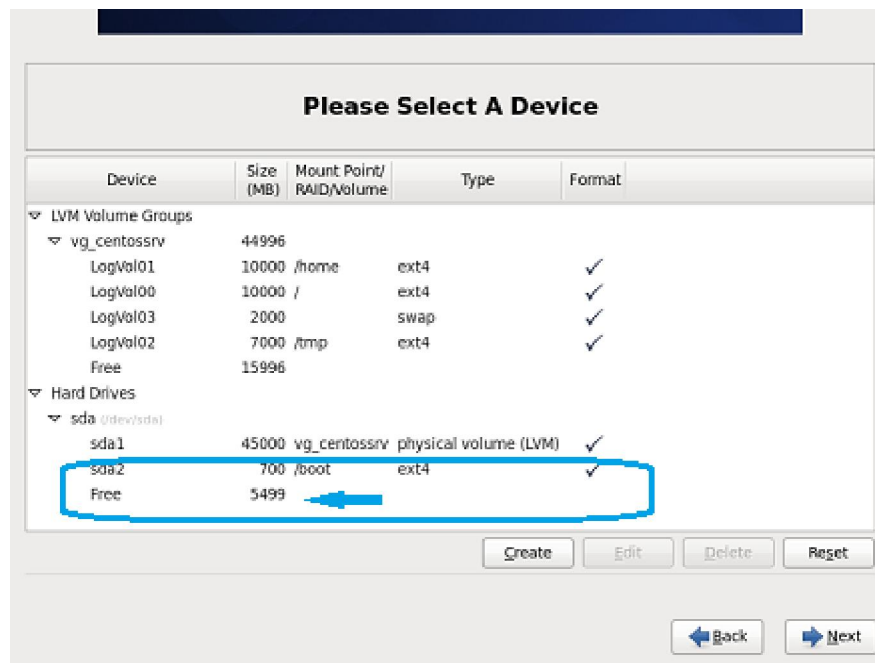 Please Select A Device
Device Size (MB) Mount Point/ RAID/Volume Type Format
LVM Volume Groups
vg_centossrv 44996
LogVol01 10000 /home ext4
LogVol00 10000 / ext4
LogVol03 2000 swap
LogVol02 7000 /tmp ext4
Free 15996
Hard Drives
sda (/dev/sda)
sda1 45000 vg_centossrv physical volume (LVM)
sda2 700 /boot ext4
Free 5499
Create Edit Delete Reset
Back Next